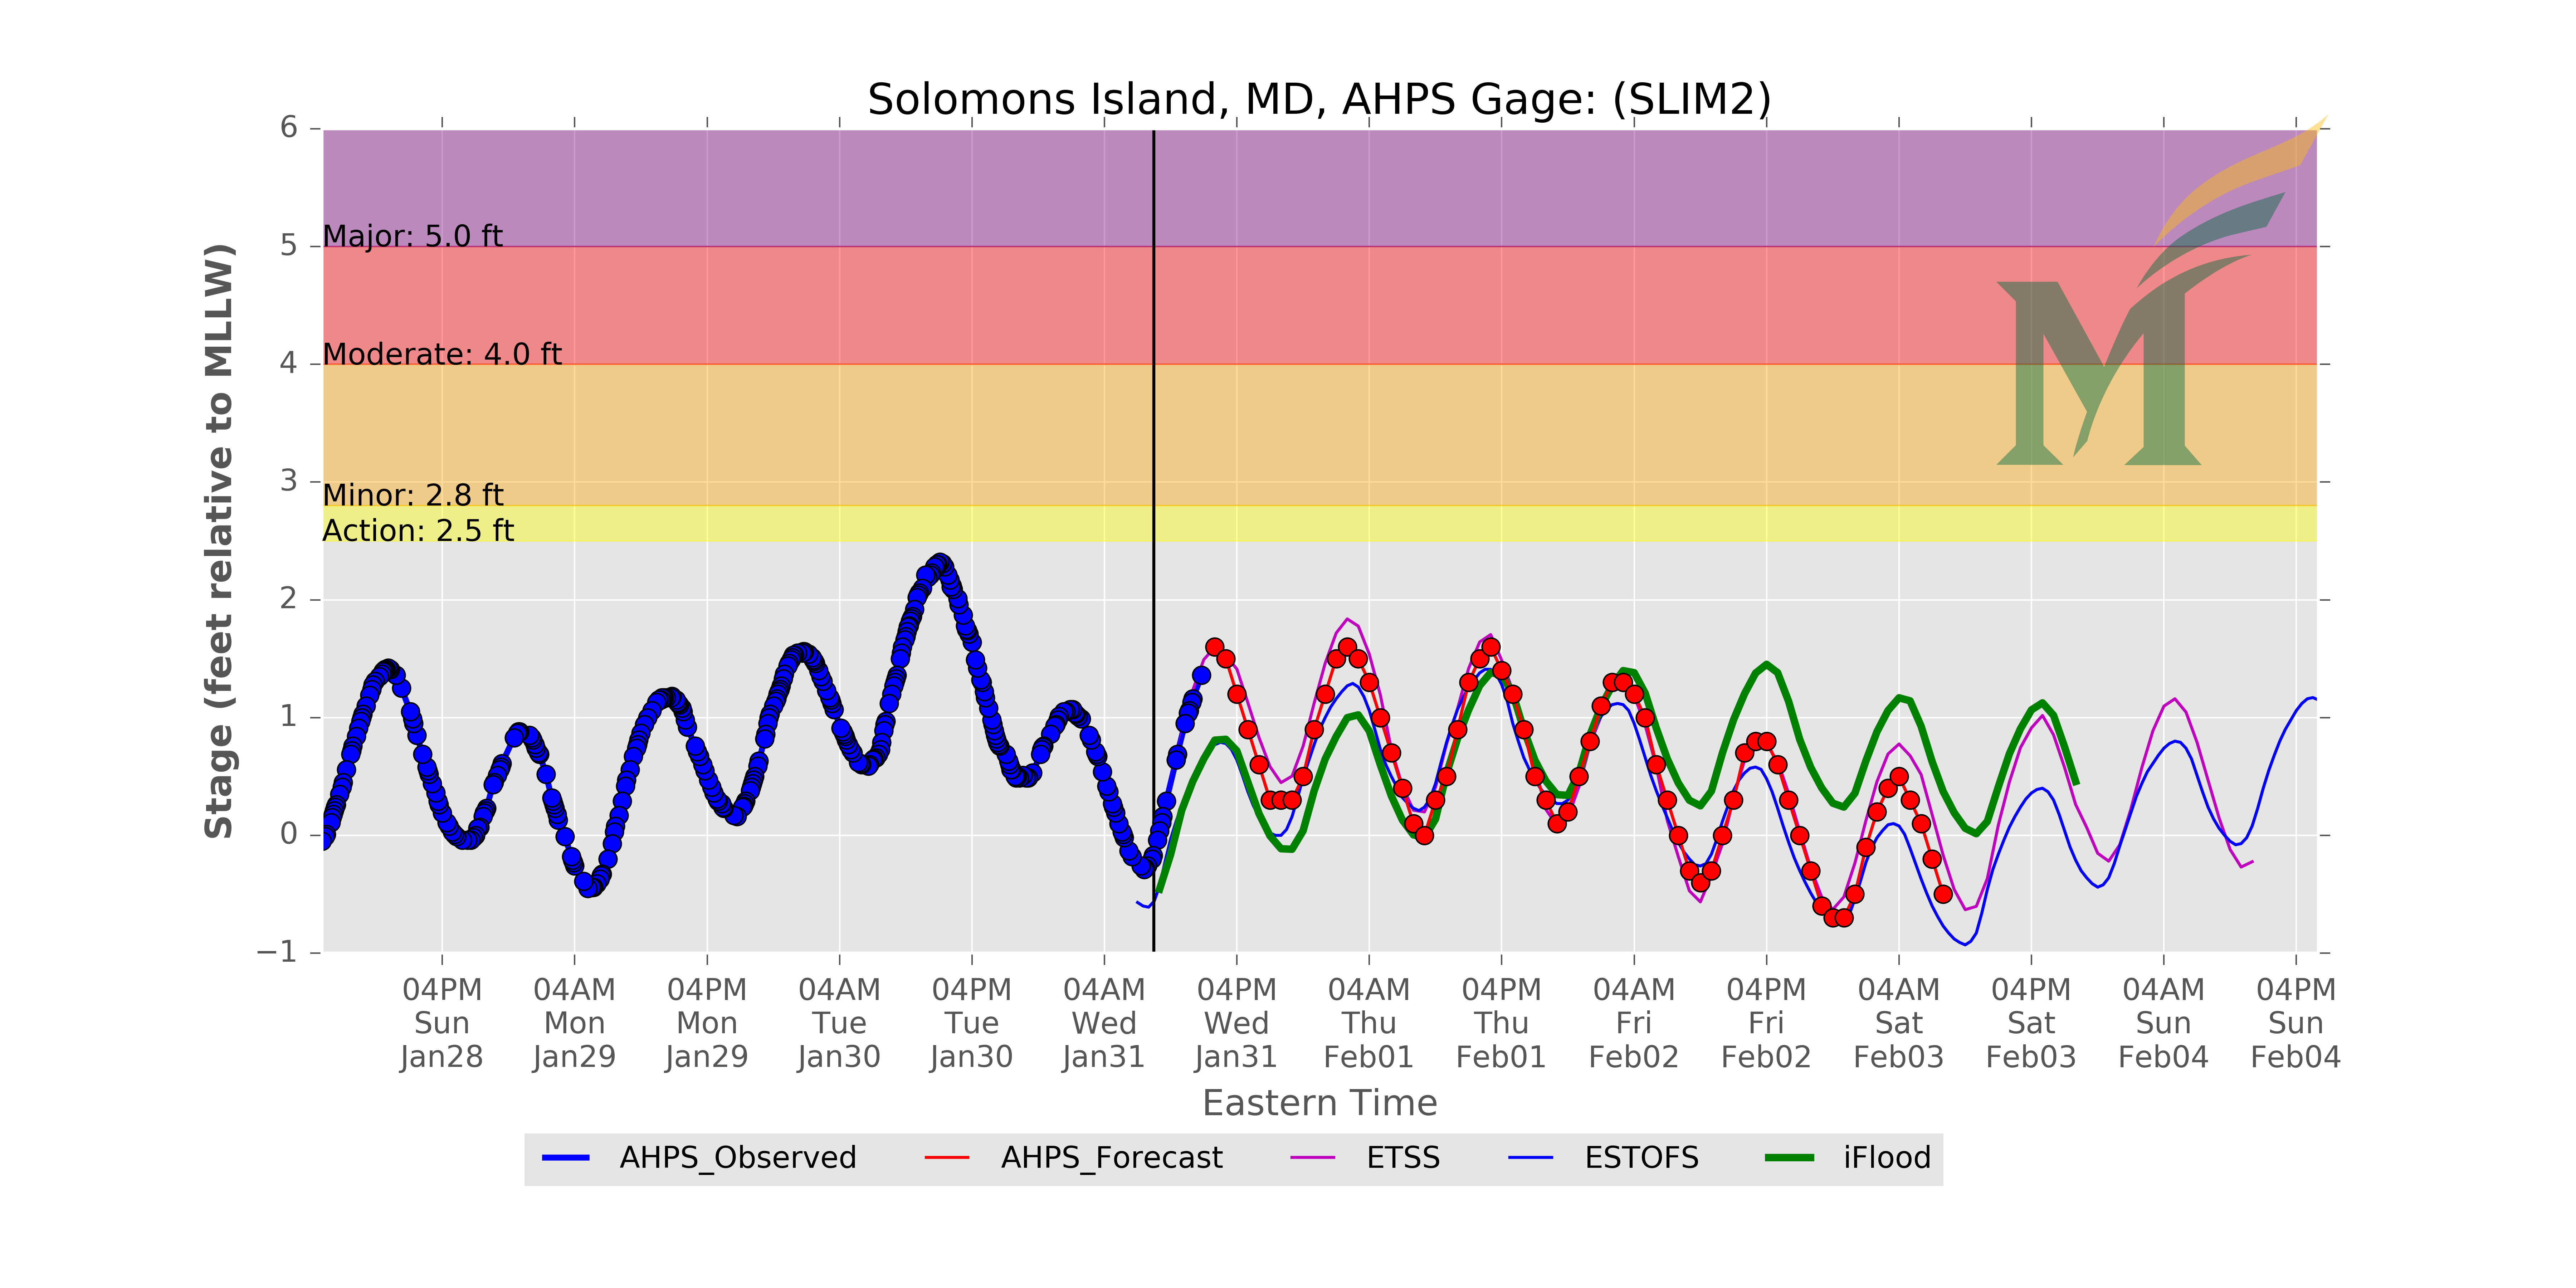 Solomons Island, MD, AHPS Gage: (SLIM2)
Stage (feet relative to MLLW)
6
5
4
3
2
1
0
−1
Major: 5.0 ft
Moderate: 4.0 ft
Minor: 2.8 ft
Action: 2.5 ft
M
04PM 04AM 04PM 04AM 04PM 04AM 04PM 04AM 04PM 04AM 04PM 04AM 04PM 04AM 04PM
Sun Mon Mon Tue Tue Wed Wed Thu Thu Fri Fri Sat Sat Sun Sun
Jan28 Jan29 Jan29 Jan30 Jan30 Jan31 Jan31 Feb01 Feb01 Feb02 Feb02 Feb03 Feb03 Feb04 Feb04
Eastern Time
AHPS_Observed AHPS_Forecast ETSS ESTOFS iFlood